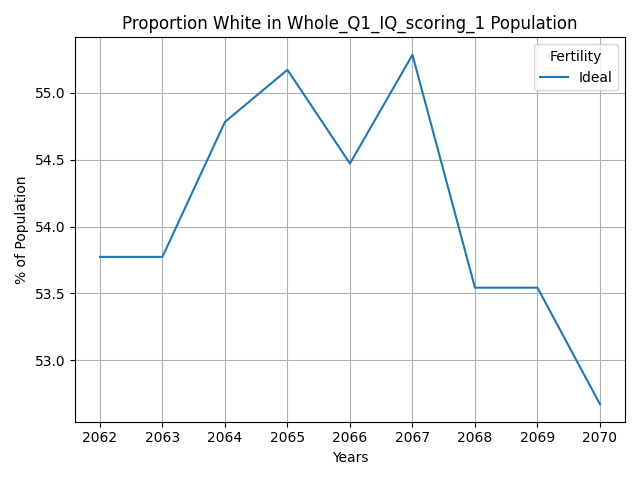 Proportion White in Whole_Q1_IQ_scoring_1 Population
Fertility
Ideal
% of Population
55.0
54.5
54.0
53.5
53.0
2062 2063 2064 2065 2066 2067 2068 2069 2070
Years